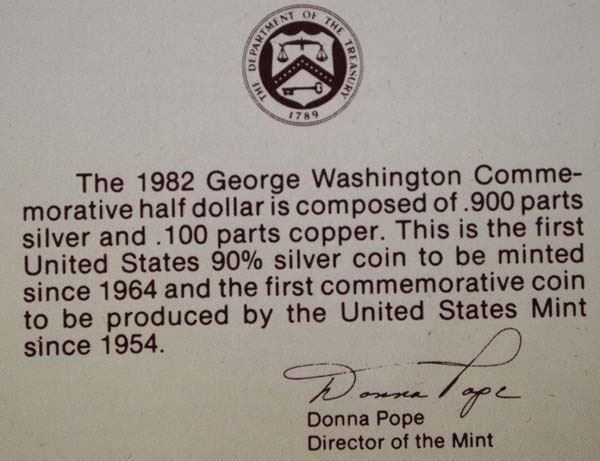 THE DEPARTMENT OF THE TREASURY
1789
The 1982 George Washington Comme-
morative half dollar is composed of .900 parts
silver and .100 parts copper. This is the first
United States 90% silver coin to be minted
since 1964 and the first commemorative coin
to be produced by the United States Mint
since 1954.
Donna Pope
Donna Pope
Director of the Mint